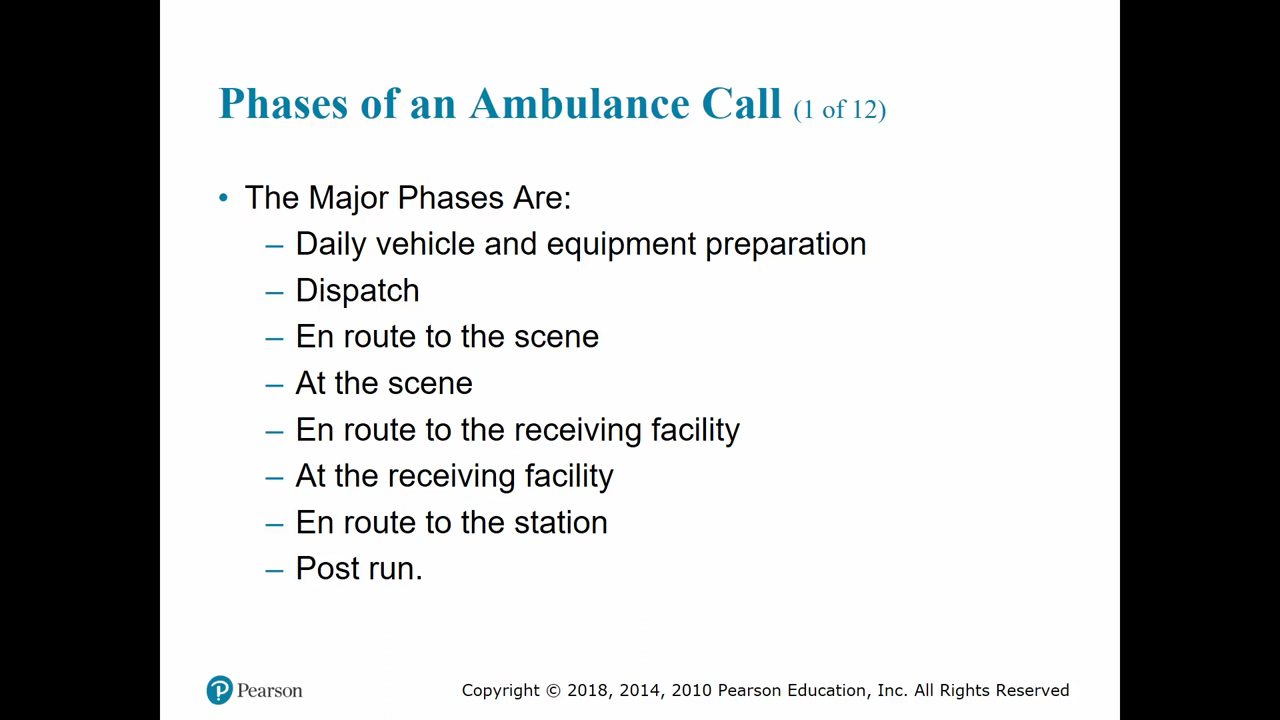 Phases of an Ambulance Call (1 of 12)
• The Major Phases Are:
– Daily vehicle and equipment preparation
– Dispatch
– En route to the scene
– At the scene
– En route to the receiving facility
– At the receiving facility
– En route to the station
– Post run.
Pearson
Copyright © 2018, 2014, 2010 Pearson Education, Inc. All Rights Reserved